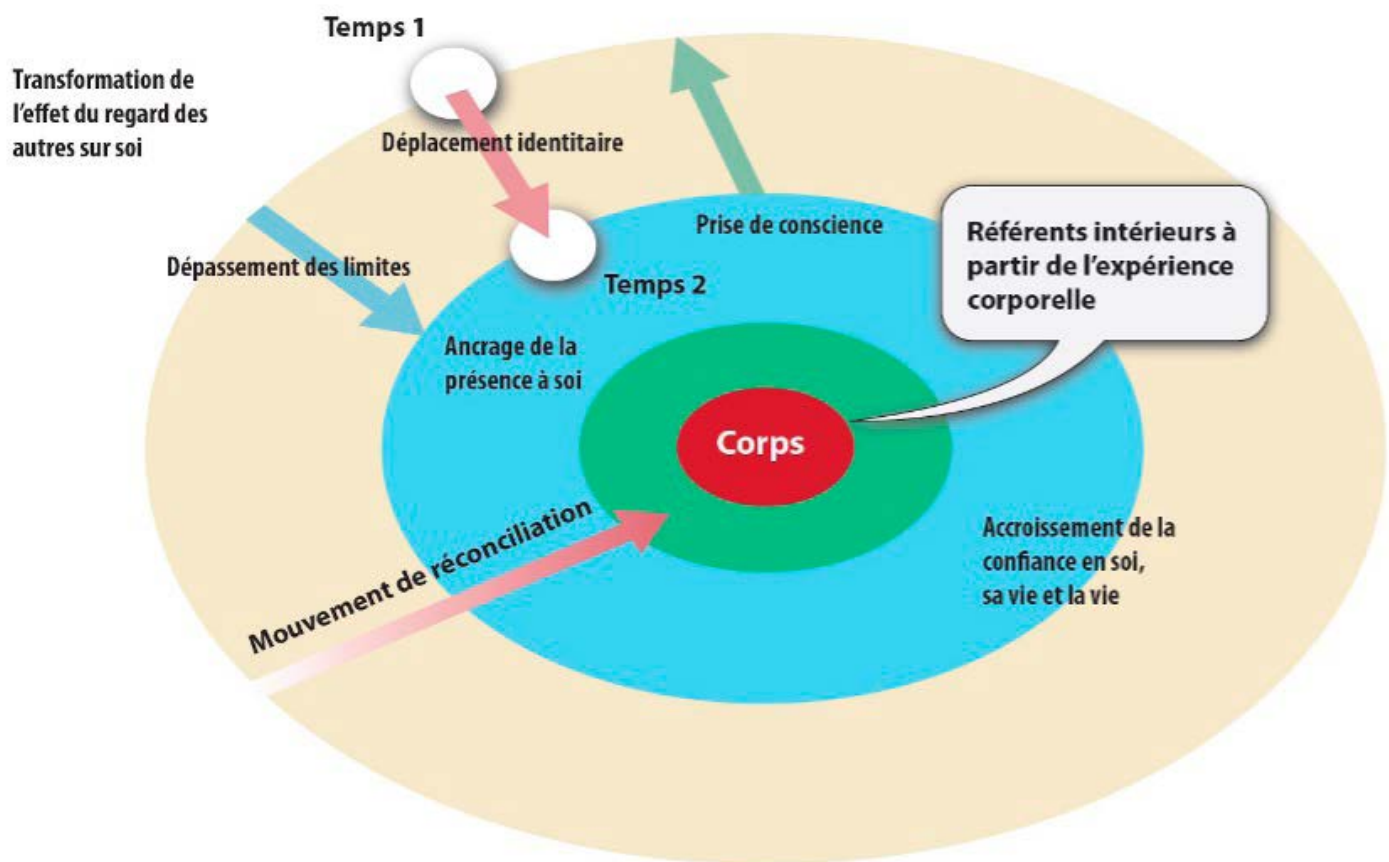 Temps 1
Transformation de
l’effet du regard des
autres sur soi
Déplacement identitaire
Prise de conscience
Référents intérieurs à
partir de l’expérience
corporelle
Dépassement des limites
Temps 2
Ancrage de la
présence à soi
Corps
Mouvement de réconciliation
Accroissement de la
confiance en soi,
sa vie et la vie